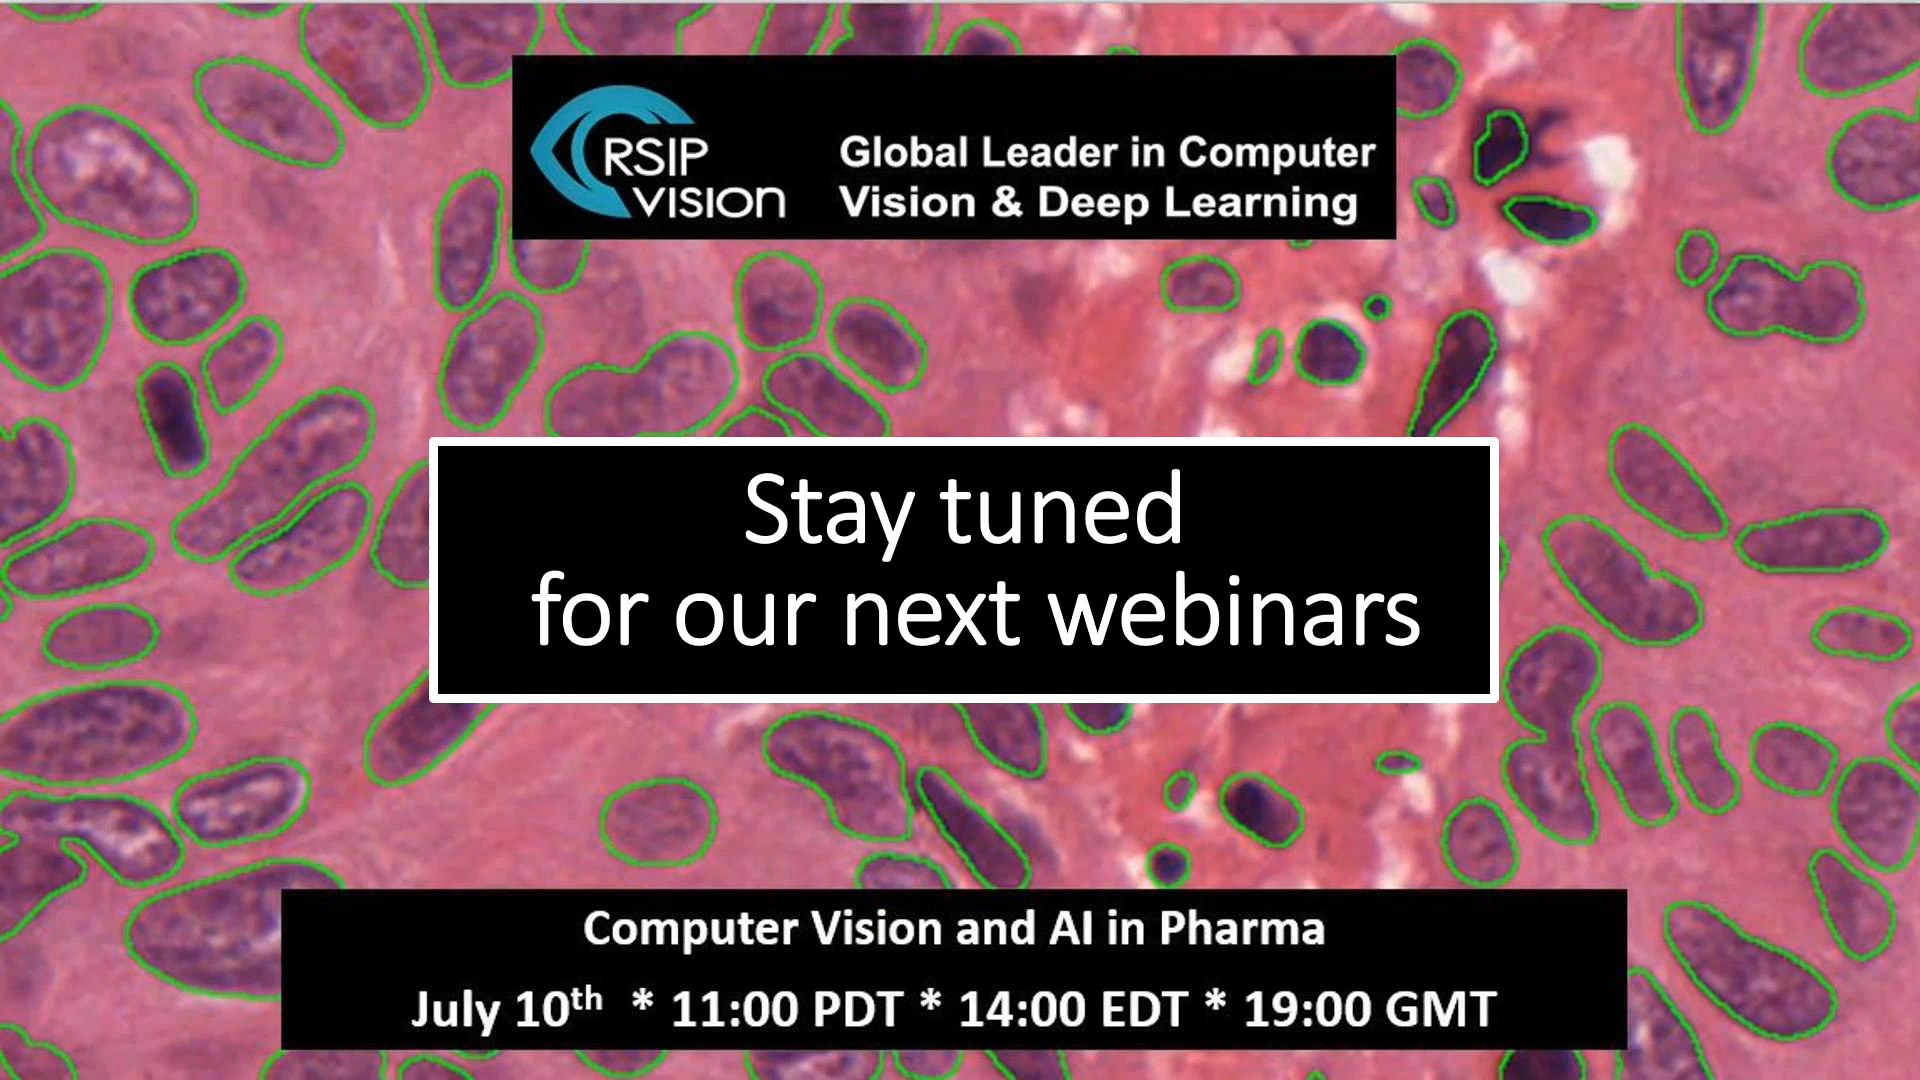 RSIP
VISION
Global Leader in Computer
Vision & Deep Learning
Stay tuned
for our next webinars
Computer Vision and AI in Pharma
July 10th * 11:00 PDT * 14:00 EDT * 19:00 GMT